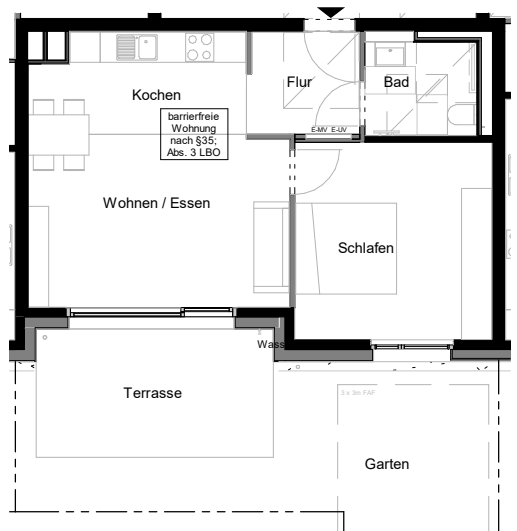 Kochen
Flur
Bad
barrierfreie
Wohnung
nach §35;
Abs. 3 LBO
E-MV E-UV
Wohnen / Essen
Schlafen
Wass
Terrasse
3 x 3m FAF
Garten